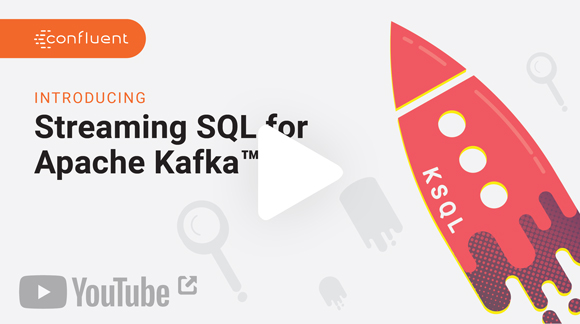 confluent
INTRODUCING
Streaming SQL for
Apache Kafka™
KSQL
YouTube